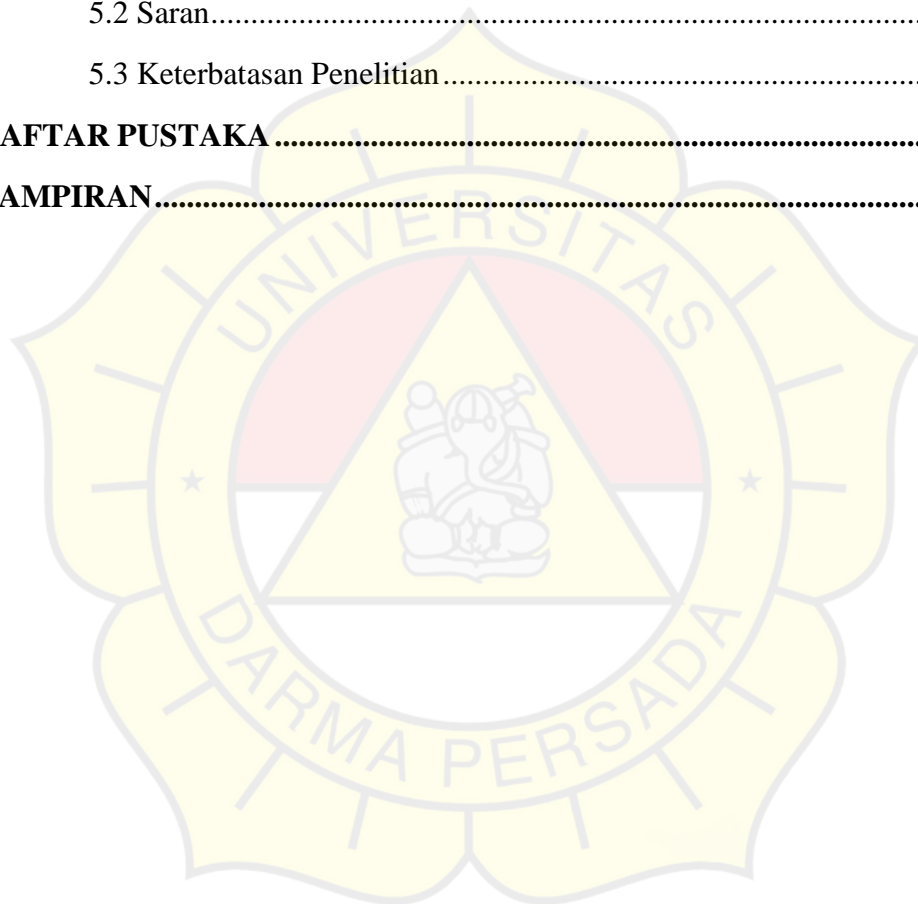 5.2 Saran..........................................................................................
5.3 Keterbatasan Penelitian..............................................................
AFTAR PUSTAKA ..........................................................................
AMPIRAN........................................................................................
UNIVERSITAS
DARMA PERSADA